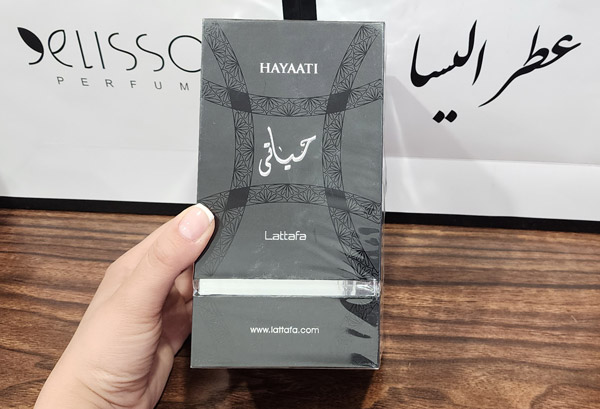 HAYAATI
حياتي
Lattafa
www.lattafa.com
PERFUM
عطر اليسا